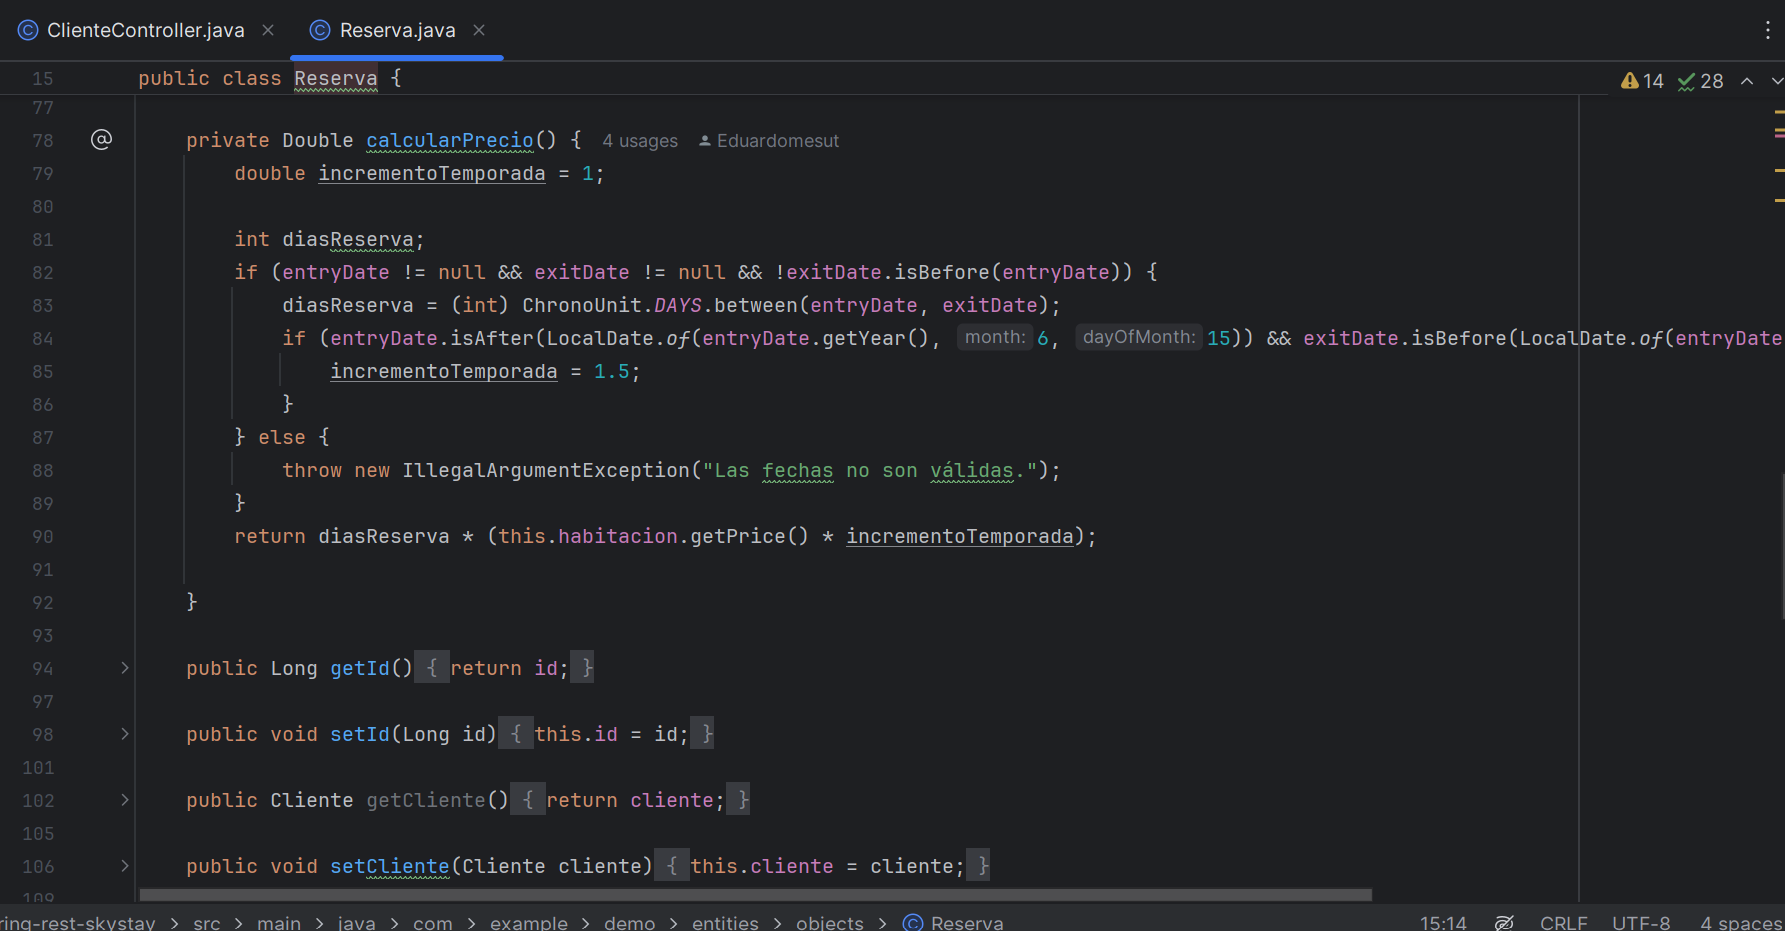 ClienteController.java Reserva.java
15 public class Reserva { 14 28
77
78 private Double calcularPrecio() { 4 usages Eduardomesut
79 double incrementoTemporada = 1;
80
81 int diasReserva;
82 if (entryDate != null && exitDate != null && !exitDate.isBefore(entryDate)) {
83 diasReserva = (int) ChronoUnit.DAYS.between(entryDate, exitDate);
84 if (entryDate.isAfter(LocalDate.of(entryDate.getYear(), month: 6, dayOfMonth: 15)) && exitDate.isBefore(LocalDate.of(entryDate
85 incrementoTemporada = 1.5;
86 }
87 } else {
88 throw new IllegalArgumentException("Las fechas no son válidas.");
89 }
90 return diasReserva * (this.habitacion.getPrice() * incrementoTemporada);
91
92 }
93
94 public Long getId() { return id; }
97
98 public void setId(Long id) { this.id = id; }
101
102 public Cliente getCliente() { return cliente; }
105
106 public void setCliente(Cliente cliente) { this.cliente = cliente; }
109
ring-rest-skystay > src > main > java > com > example > demo > entities > objects > Reserva 15:14 CRLF UTF-8 4 spaces